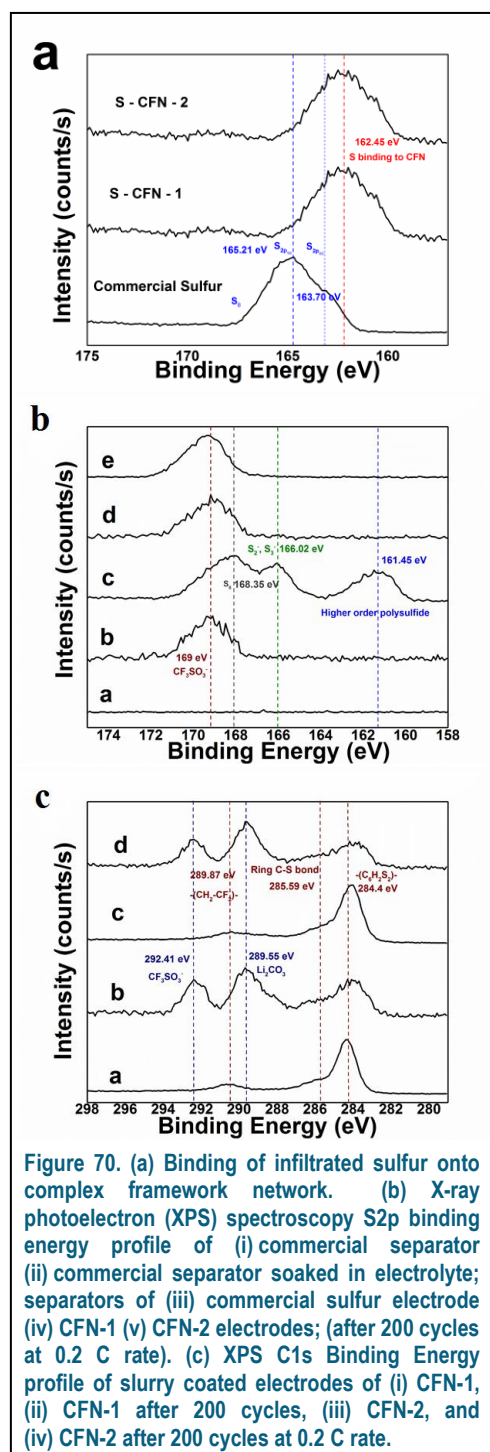 a
S - CFN - 2
162.45 eV
S binding to CFN
S - CFN - 1
165.21 eV
Commercial Sulfur
163.70 eV
Intensity (counts/s)
175 170 165 160
Binding Energy (eV)
b
e
d
S₂⁻, S₃⁻ 166.02 eV
161.45 eV
c
168.35 eV
Higher order polysulfide
169 eV
CF₃SO₃⁻
b
a
Intensity (counts/s)
174 172 170 168 166 164 162 160 158
Binding Energy (eV)
c
d
289.87 eV
Ring C-S bond
285.59 eV
-(C₆H₂S₂)-
284.4 eV
-(CH₂-CF₂)-
c
292.41 eV
CF₃SO₃⁻
289.55 eV
Li₂CO₃
b
a
Intensity (counts/s)
298 296 294 292 290 288 286 284 282 280
Binding Energy (eV)
Figure 70. (a) Binding of infiltrated sulfur onto
complex framework network. (b) X-ray
photoelectron (XPS) spectroscopy S2p binding
energy profile of (i) commercial separator
(ii) commercial separator soaked in electrolyte;
separators of (iii) commercial sulfur electrode
(iv) CFN-1 (v) CFN-2 electrodes; (after 200 cycles
at 0.2 C rate). (c) XPS C1s Binding Energy
profile of slurry coated electrodes of (i) CFN-1,
(ii) CFN-1 after 200 cycles, (iii) CFN-2, and
(iv) CFN-2 after 200 cycles at 0.2 C rate.